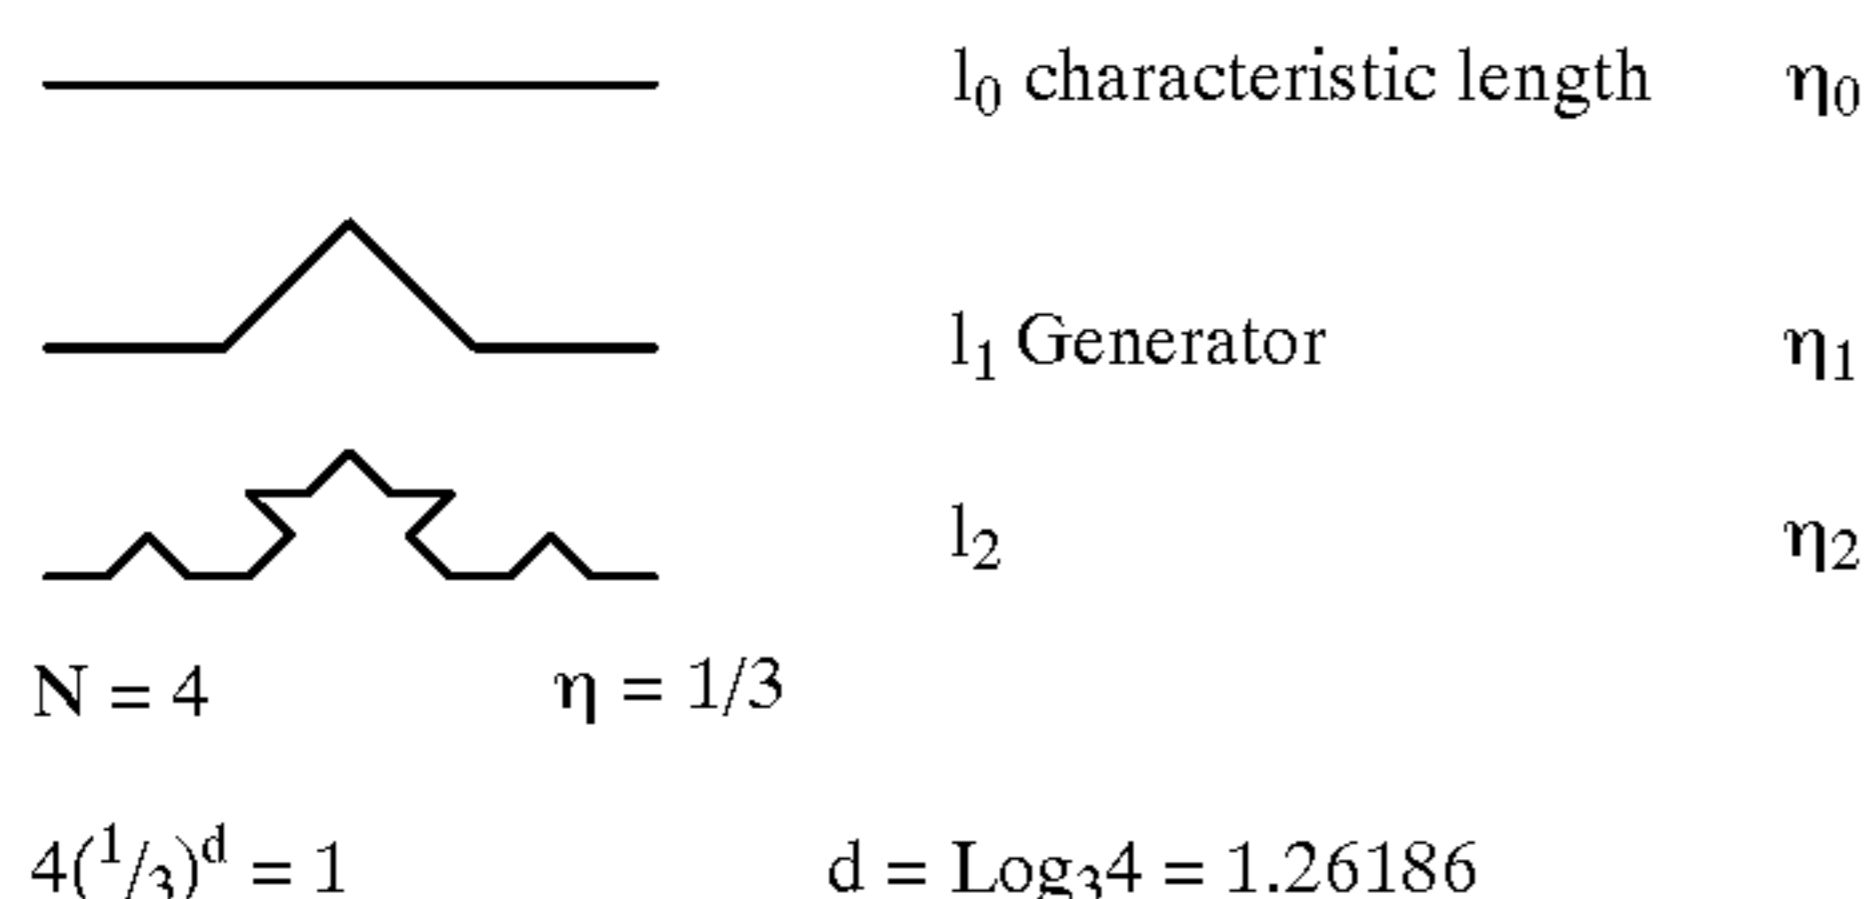 l₀ characteristic length η₀
l₁ Generator η₁
l₂ η₂
N = 4 η = 1/3
4(¹/₃)ᵈ = 1 d = Log₃4 = 1.26186